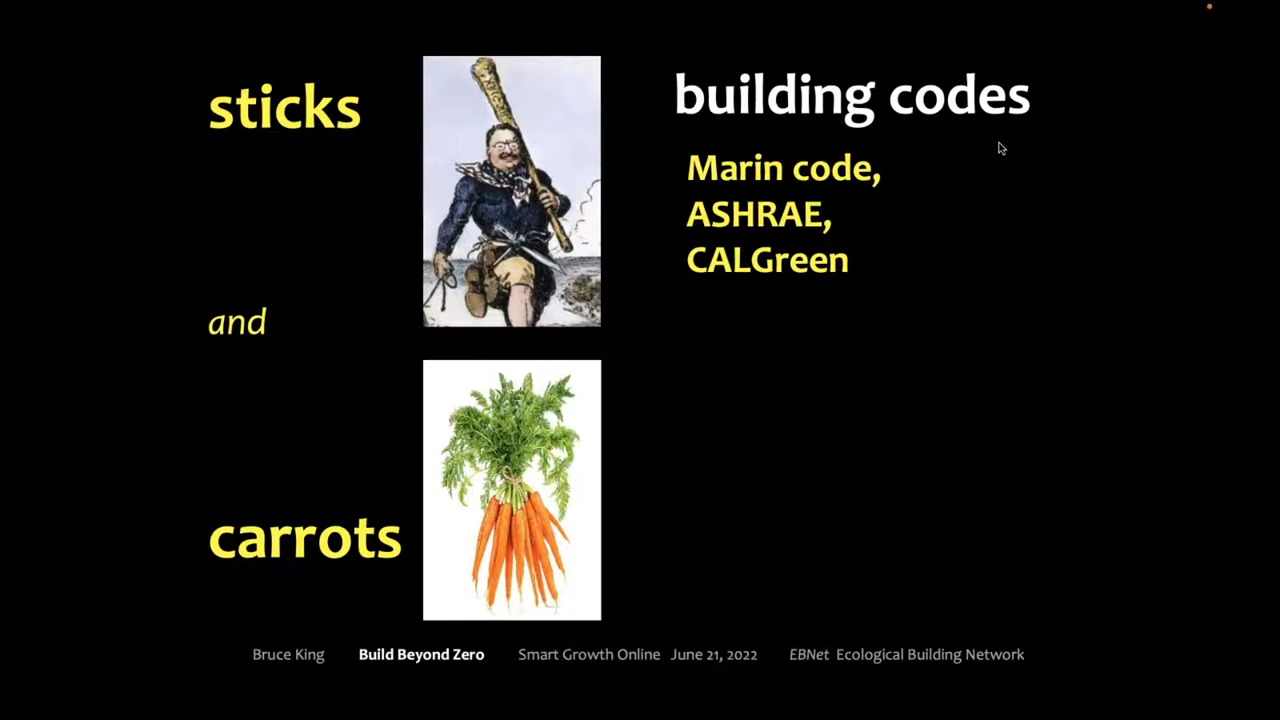 sticks
and
carrots
building codes
Marin code,
ASHRAE,
CALGreen
Bruce King Build Beyond Zero Smart Growth Online June 21, 2022 EBNet Ecological Building Network